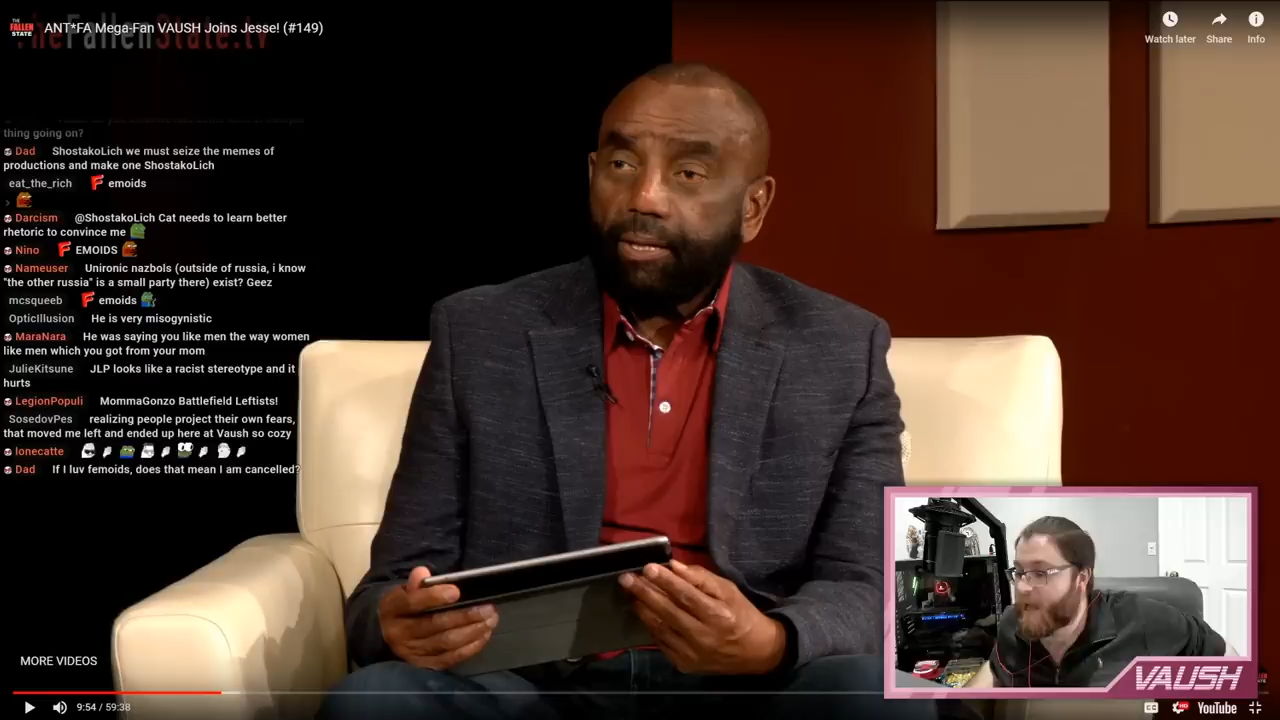 THE FALLEN STATE
ANT*FA Mega-Fan VAUSH Joins Jesse! (#149)
TheFallenState.tv
Watch later
Share
Info
thing going on?
Dad ShostakoLich we must seize the memes of
productions and make one ShostakoLich
eat_the_rich F emoids
Darcism @ShostakoLich Cat needs to learn better
rhetoric to convince me
Nino F EMOIDS
Nameuser Unironic nazbols (outside of russia, i know
"the other russia" is a small party there) exist? Geez
mcsqueeb F emoids
OpticIllusion He is very misogynistic
MaraNara He was saying you like men the way women
like men which you got from your mom
JulieKitsune JLP looks like a racist stereotype and it
hurts
LegionPopuli MommaGonzo Battlefield Leftists!
SosedovPes realizing people project their own fears,
that moved me left and ended up here at Vaush so cozy
lonecatte
Dad If I luv femoids, does that mean I am cancelled?
MORE VIDEOS
VAUSH
9:54 / 59:38
CC
HD
YouTube